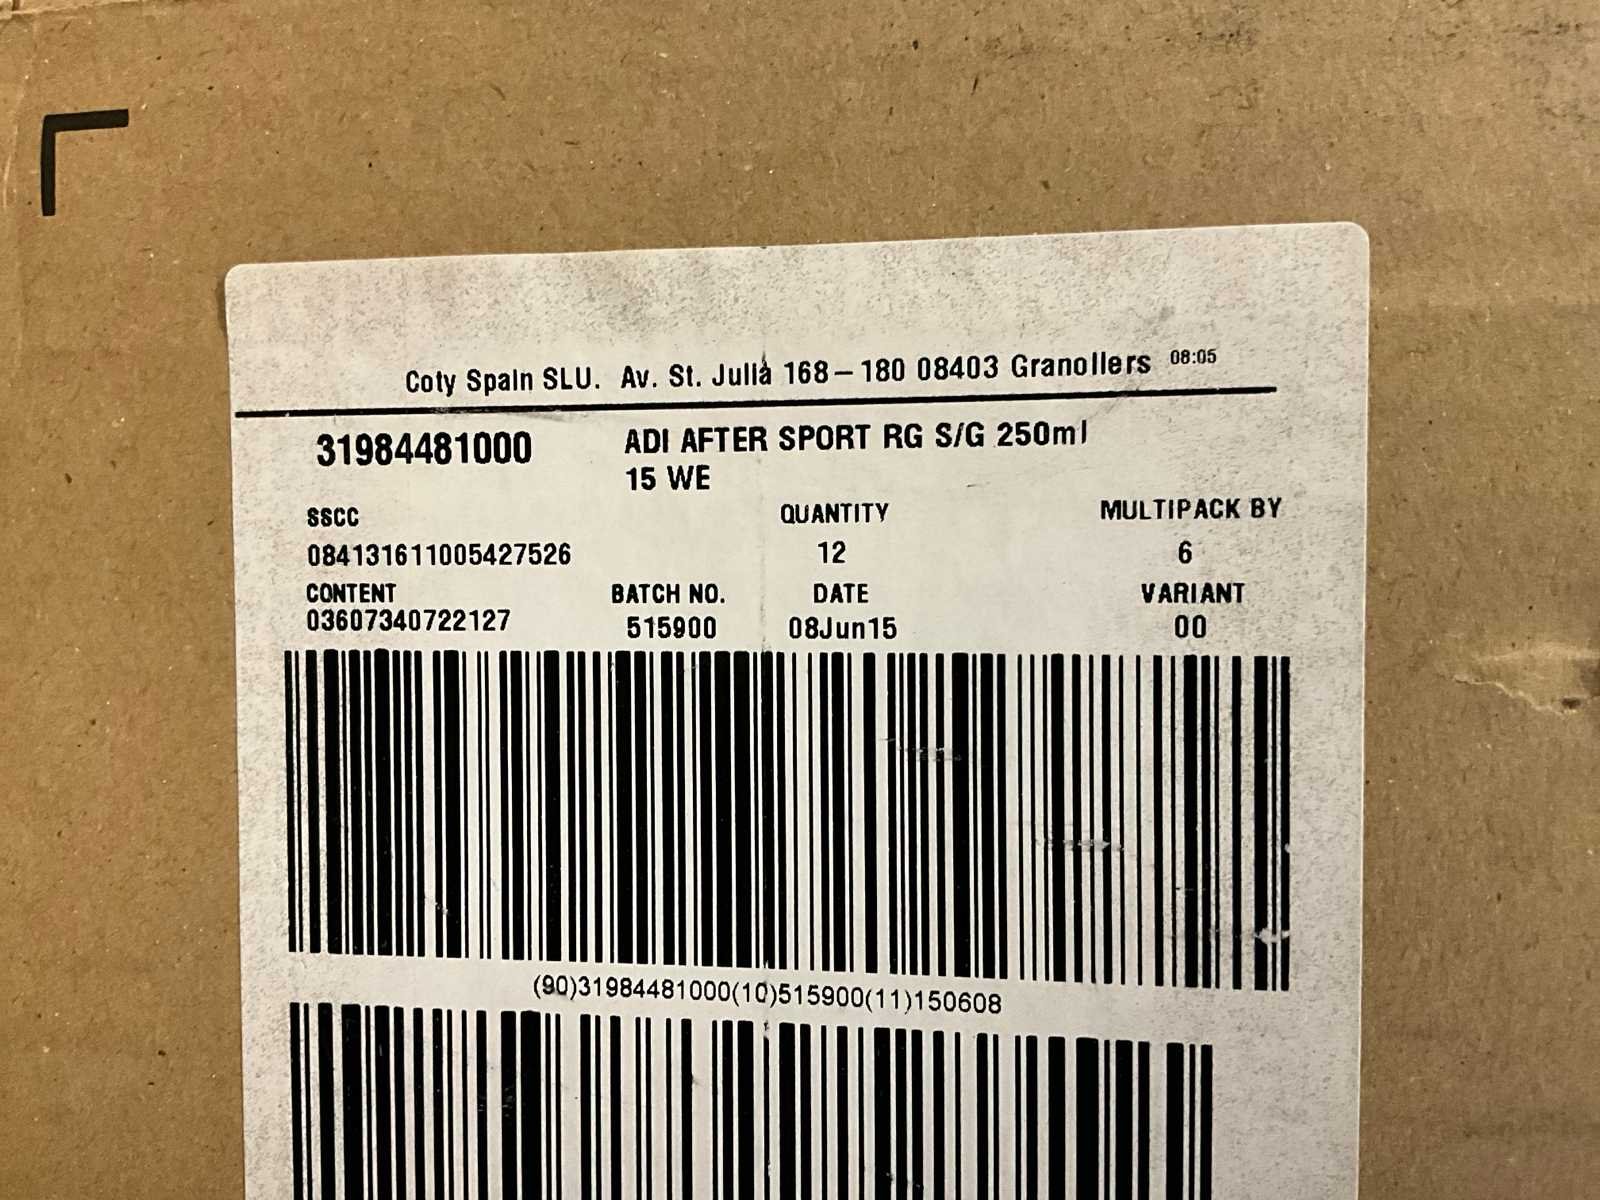 Coty Spain SLU. Av. St. Julià 168-180 08403 Granollers 08:05
31984481000 ADI AFTER SPORT RG S/G 250ml
15 WE
SSCC QUANTITY MULTIPACK BY
084131611005427526 12 6
CONTENT BATCH NO. DATE VARIANT
03607340722127 515900 08Jun15 00
(90)31984481000(10)515900(11)150608